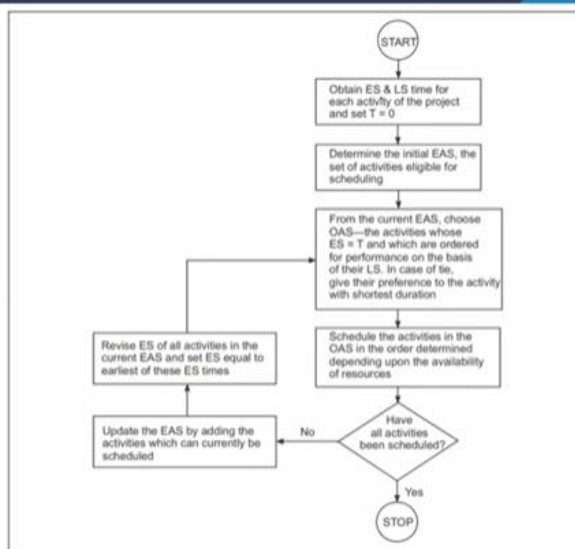 START
Obtain ES & LS time for
each activity of the project
and set T = 0
Determine the initial EAS, the
set of activities eligible for
scheduling
From the current EAS, choose
OAS—the activities whose
ES = T and which are ordered
for performance on the basis
of their LS. In case of tie,
give their preference to the activity
with shortest duration
Schedule the activities in the
OAS in the order determined
depending upon the availability
of resources
Have
all activities
been scheduled?
No
Yes
STOP
Update the EAS by adding the
activities which can currently be
scheduled
Revise ES of all activities in the
current EAS and set ES equal to
earliest of these ES times